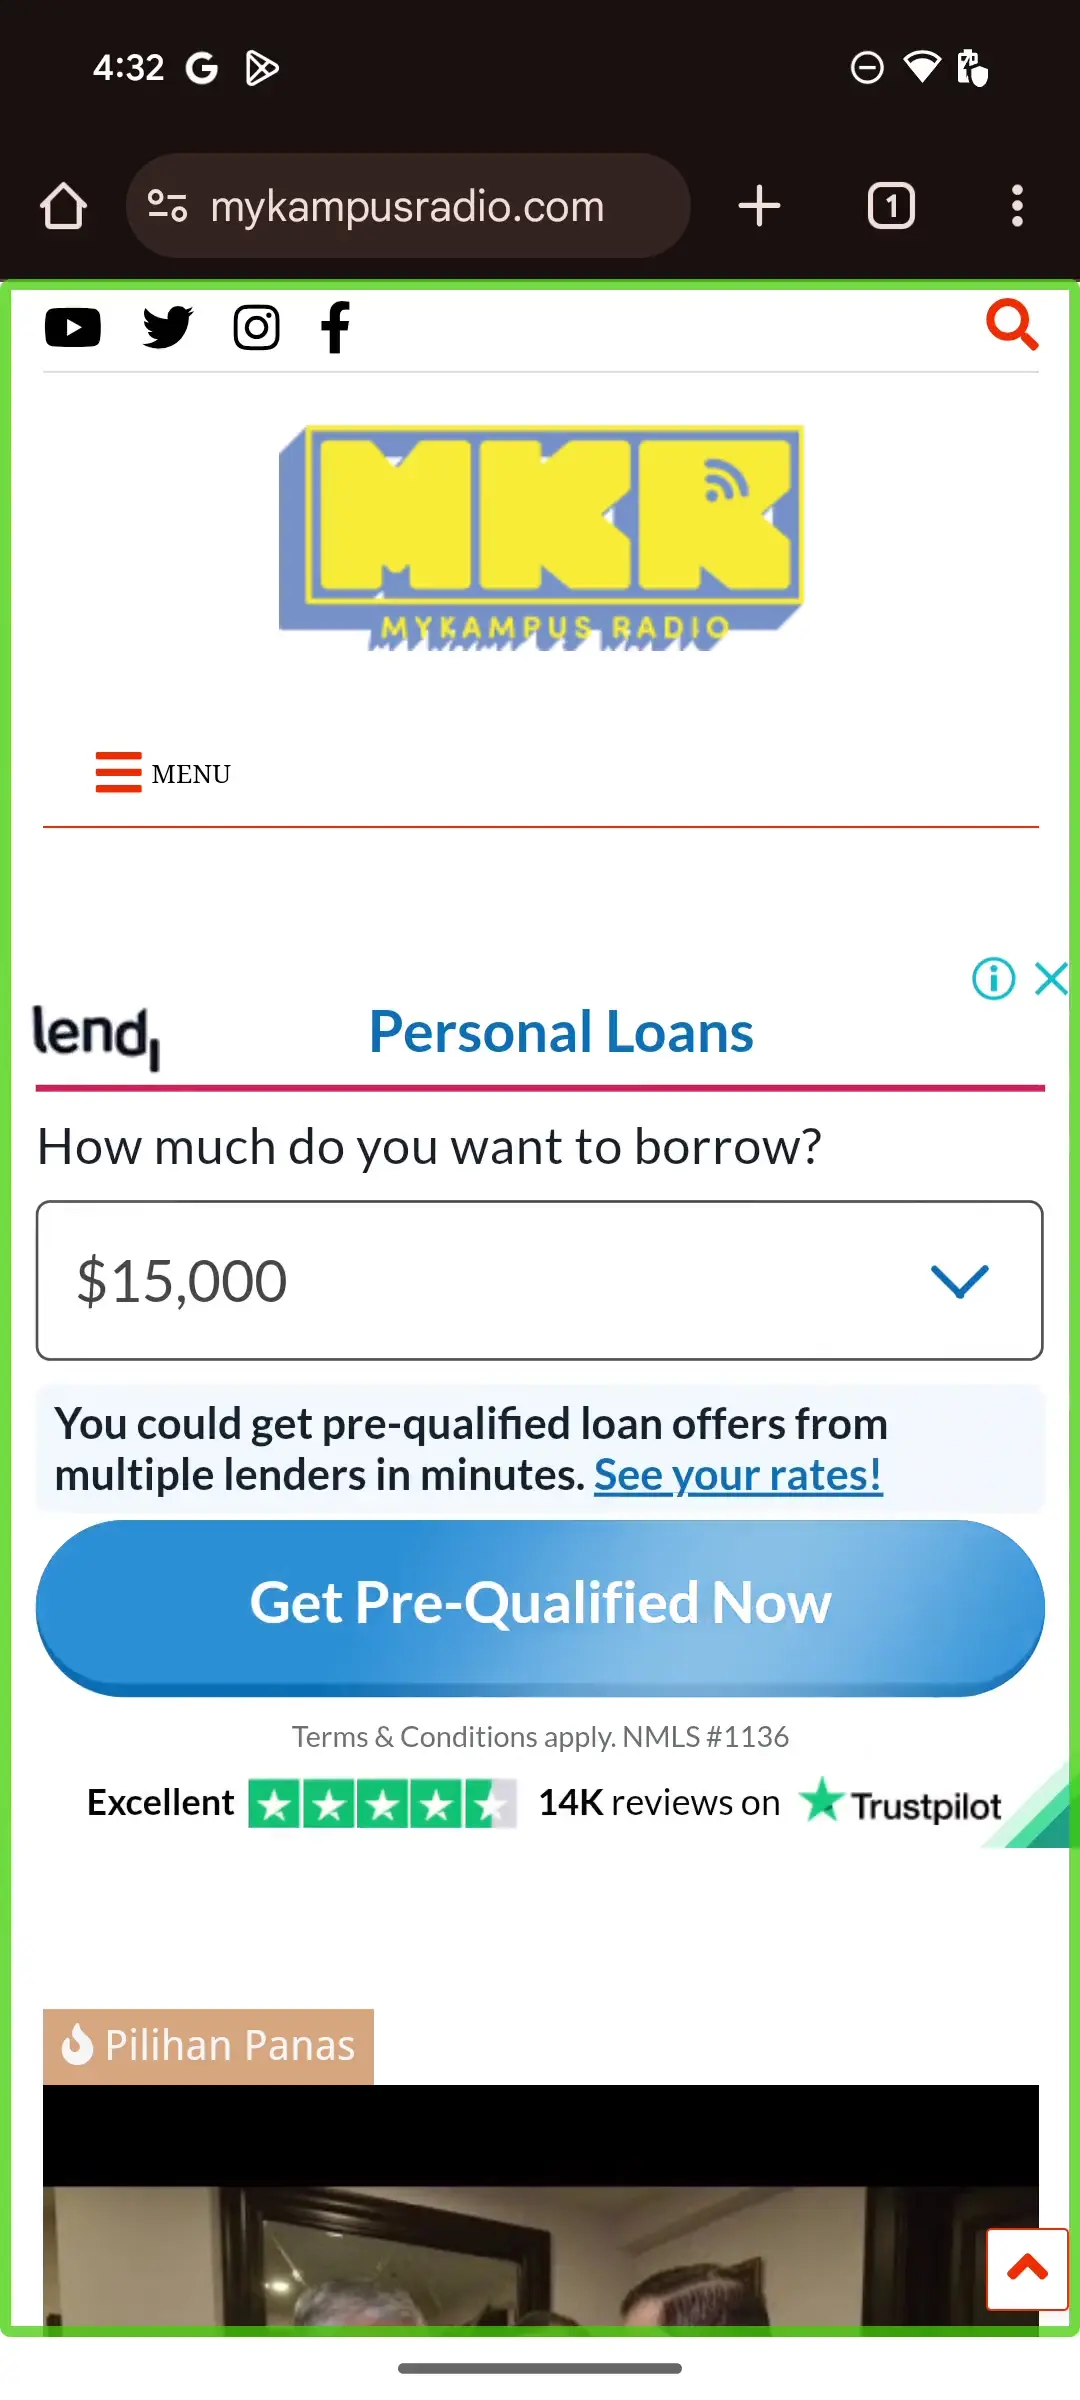 4:32
mykampusradio.com
1
MKR
MYKAMPUS RADIO
MENU
lend
Personal Loans
How much do you want to borrow?
$15,000
You could get pre-qualified loan offers from
multiple lenders in minutes. See your rates!
Get Pre-Qualified Now
Terms & Conditions apply. NMLS #1136
Excellent 14K reviews on Trustpilot
Pilihan Panas